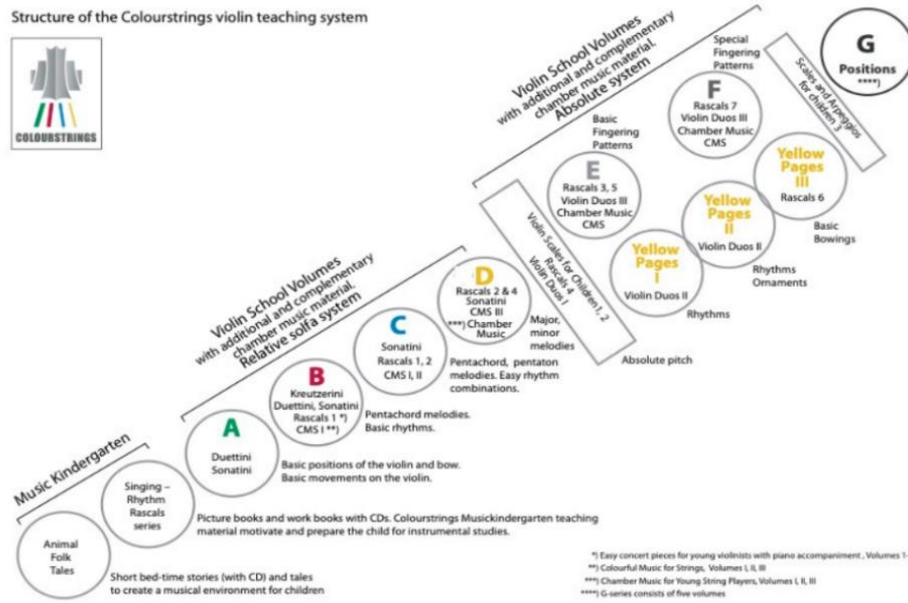 Structure of the Colourstrings violin teaching system
COLOURSTRINGS
Music Kindergarten
Animal
Folk
Tales
Short bed-time stories (with CD) and tales
to create a musical environment for children
Singing –
Rhythm
Rascals
series
Picture books and work books with CDs. Colourstrings Musickindergarten teaching
material motivate and prepare the child for instrumental studies.
Violin School Volumes
with additional and complementary
chamber music material.
Relative solfa system
A
Duettini
Sonatini
Basic positions of the violin and bow.
Basic movements on the violin.
B
Kreutzerini
Duettini, Sonatini
Rascals 1 *)
CMS I **)
Pentachord melodies.
Basic rhythms.
C
Sonatini
Rascals 1, 2
CMS I, II
Pentachord, pentaton
melodies. Easy rhythm
combinations.
D
Rascals 2 & 4
Sonatini
CMS III
***) Chamber
Music
Major,
minor
melodies
Violin Scales for Children 1, 2
Rascals 4
Violin Duos I
Absolute pitch
Violin School Volumes
with additional and complementary
chamber music material.
Absolute system
Basic
Fingering
Patterns
E
Rascals 3, 5
Violin Duos III
Chamber Music
CMS
Yellow
Pages
I
Violin Duos II
Rhythms
Special
Fingering
Patterns
F
Rascals 7
Violin Duos III
Chamber Music
CMS
Yellow
Pages
II
Violin Duos II
Rhythms
Ornaments
Yellow
Pages
III
Rascals 6
Basic
Bowings
Scales and Arpeggios
for children 3
G
Positions
****)
*) Easy concert pieces for young violinists with piano accompaniment , Volumes 1-
**) Colourful Music for Strings, Volumes I, II, III
***) Chamber Music for Young String Players, Volumes I, II, III
****) G-series consists of five volumes